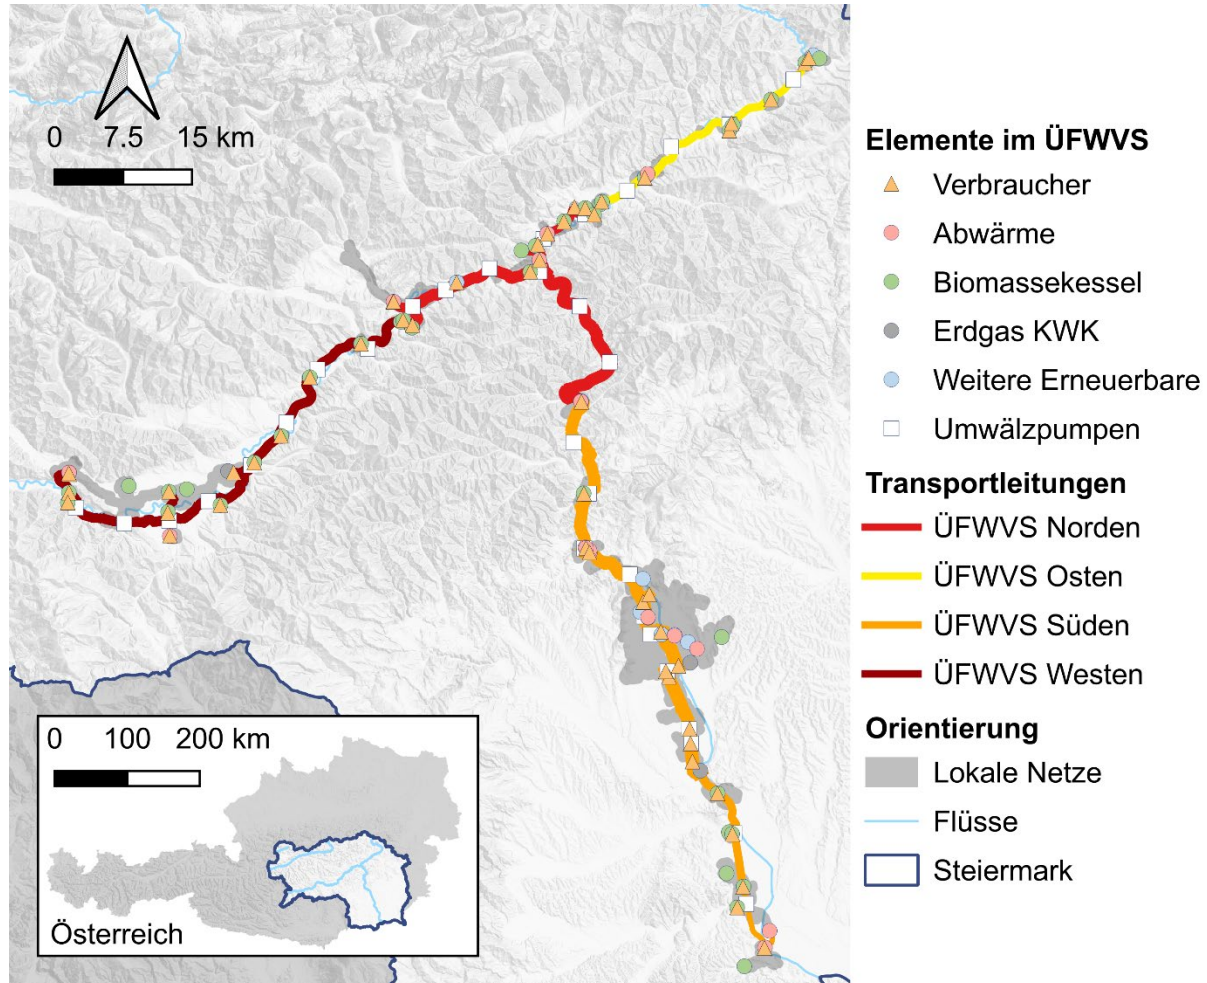 0 7.5 15 km
0 100 200 km
Österreich
Elemente im ÜFWVS
Verbraucher
Abwärme
Biomassekessel
Erdgas KWK
Weitere Erneuerbare
Umwälzpumpen
Transportleitungen
ÜFWVS Norden
ÜFWVS Osten
ÜFWVS Süden
ÜFWVS Westen
Orientierung
Lokale Netze
Flüsse
Steiermark